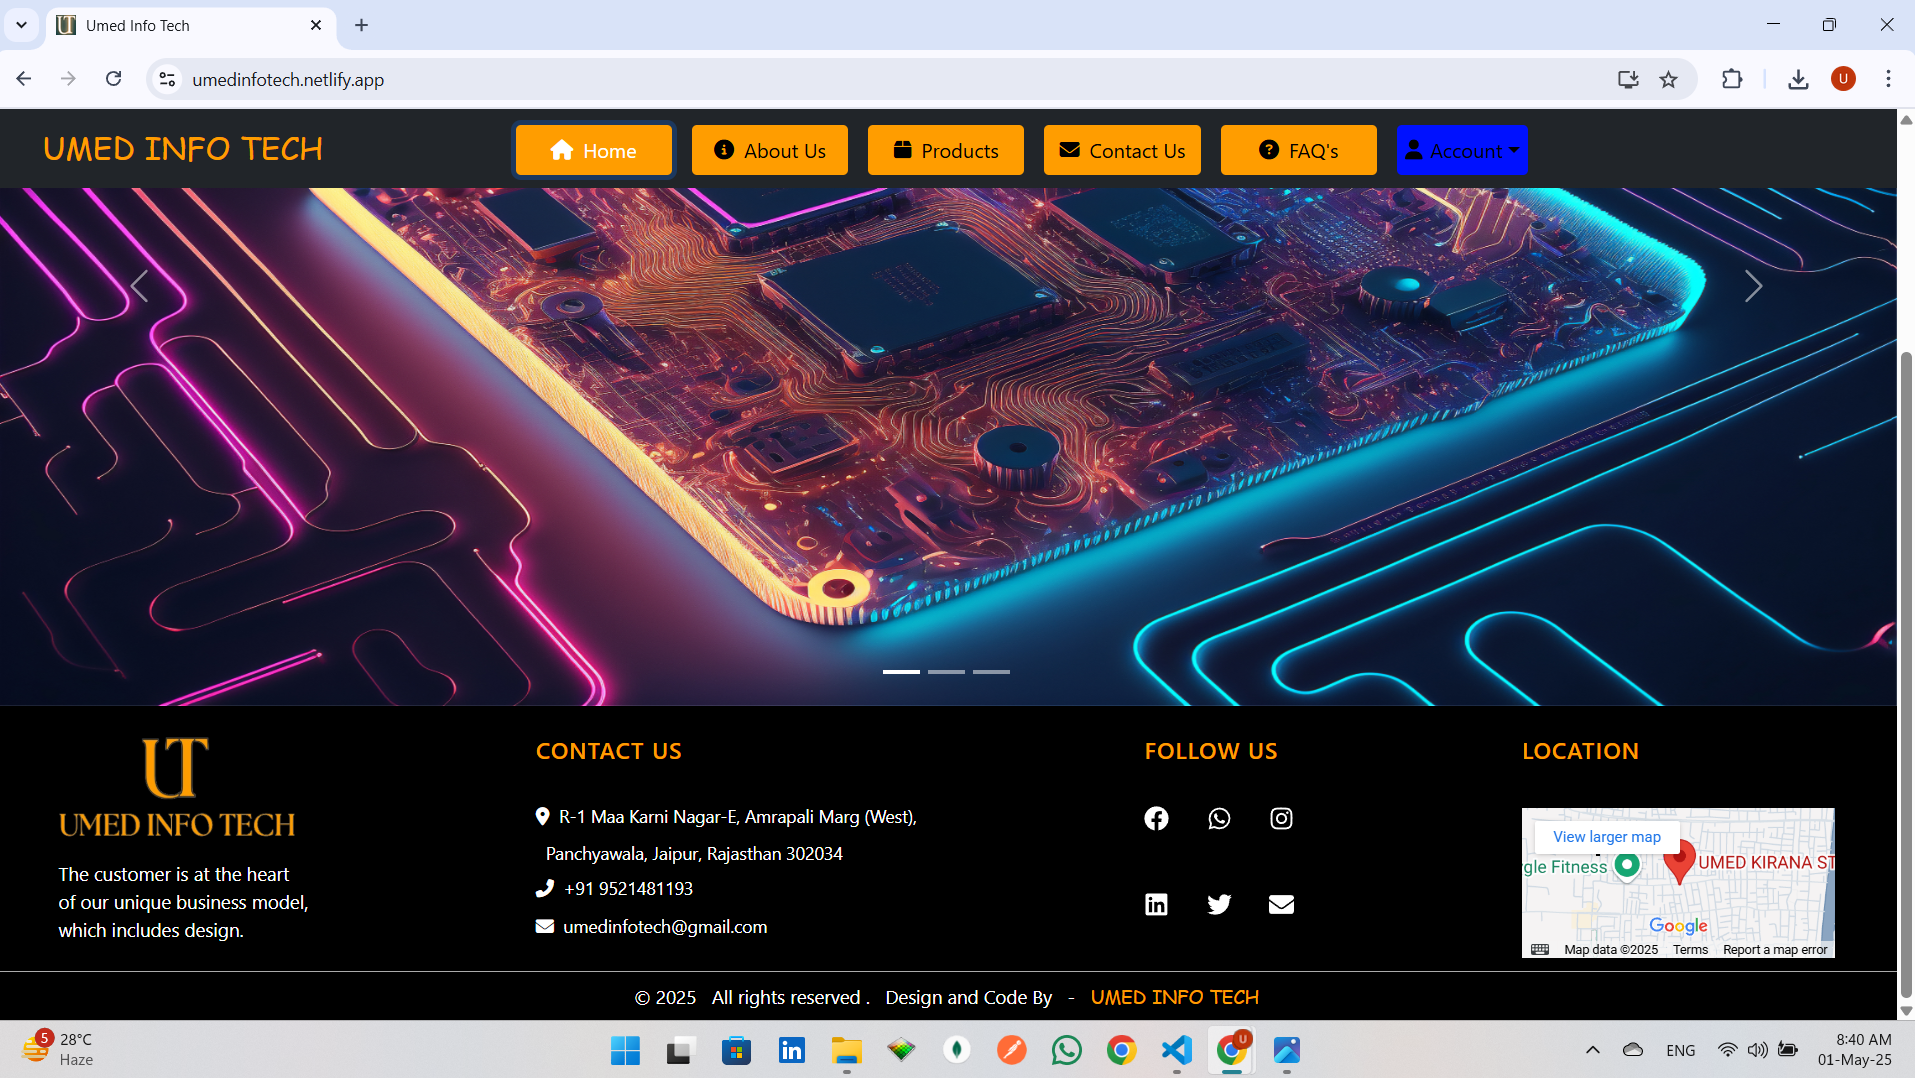 Umed Info Tech
umedinfotech.netlify.app
U
UMED INFO TECH
Home
About Us
Products
Contact Us
FAQ's
Account
UT
UMED INFO TECH
The customer is at the heart
of our unique business model,
which includes design.
CONTACT US
R-1 Maa Karni Nagar-E, Amrapali Marg (West),
Panchyawala, Jaipur, Rajasthan 302034
+91 9521481193
umedinfotech@gmail.com
FOLLOW US
LOCATION
View larger map
gle Fitness
UMED KIRANA ST
Google
Map data ©2025 Terms Report a map error
© 2025 All rights reserved . Design and Code By - UMED INFO TECH
5
28°C
Haze
U
ENG
8:40 AM
01-May-25